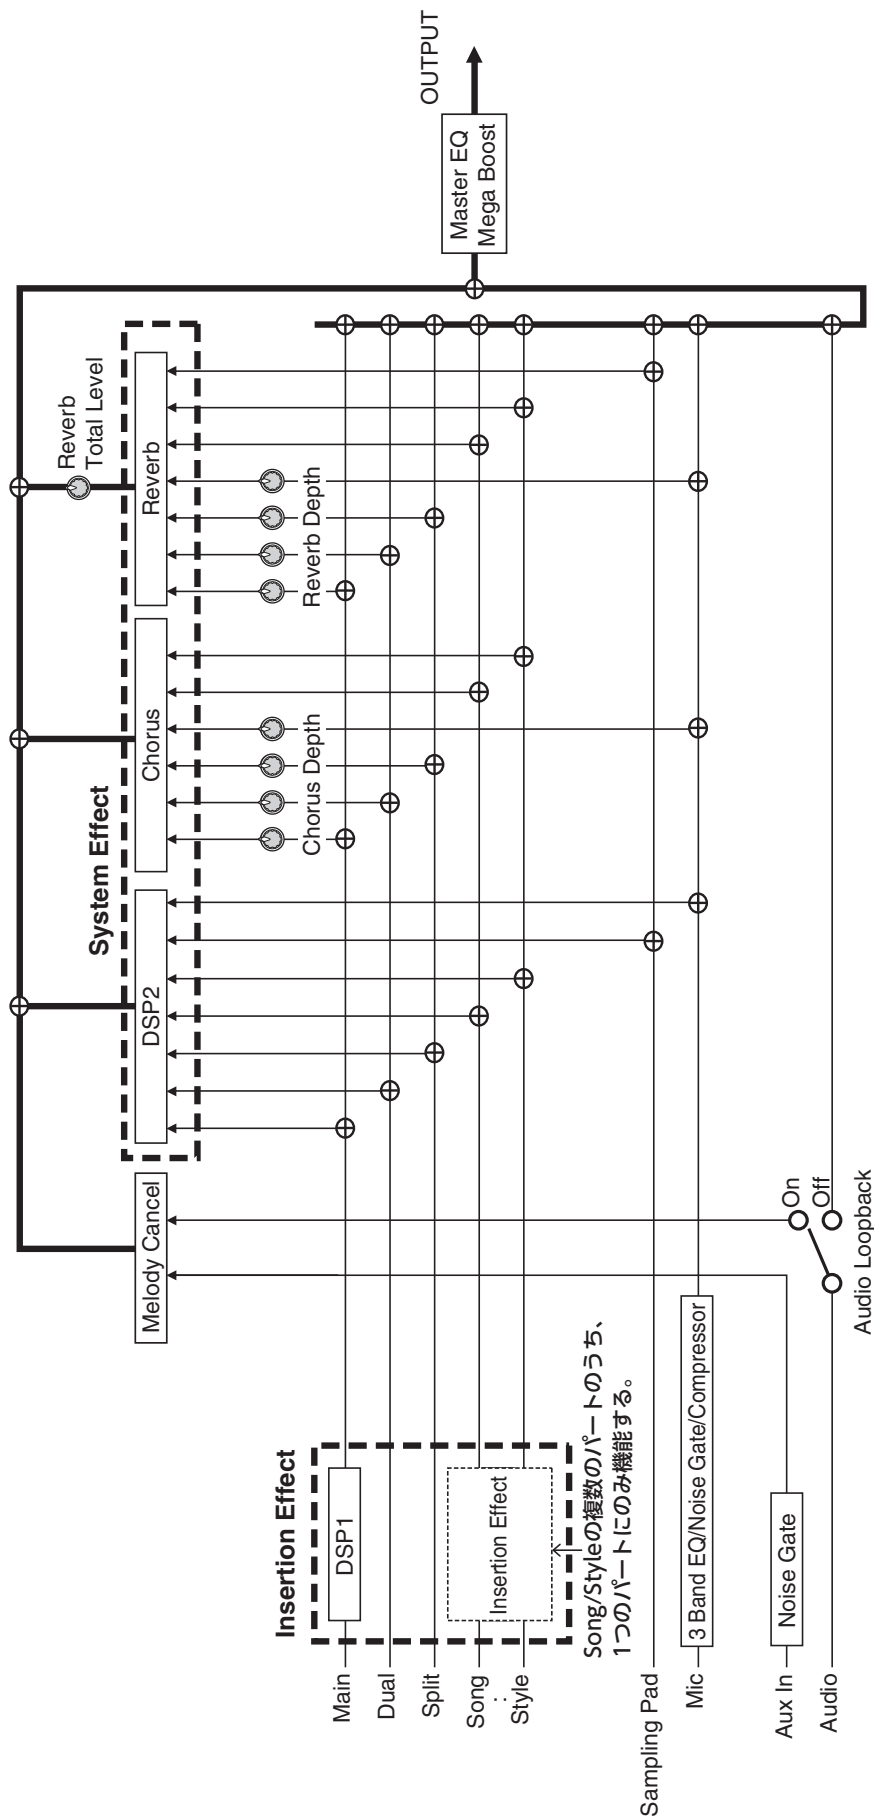 OUTPUT
Master EQ
Mega Boost
Reverb
Total Level
System Effect
Melody Cancel
DSP2
Chorus
Reverb
Chorus Depth
Reverb Depth
Insertion Effect
DSP1
Insertion Effect
Song/Styleの複数のパートのうち、
1つのパートにのみ機能する。
Main
Dual
Split
Song
:
Style
Sampling Pad
Mic
3 Band EQ/Noise Gate/Compressor
Aux In
Noise Gate
Audio
On
Off
Audio Loopback